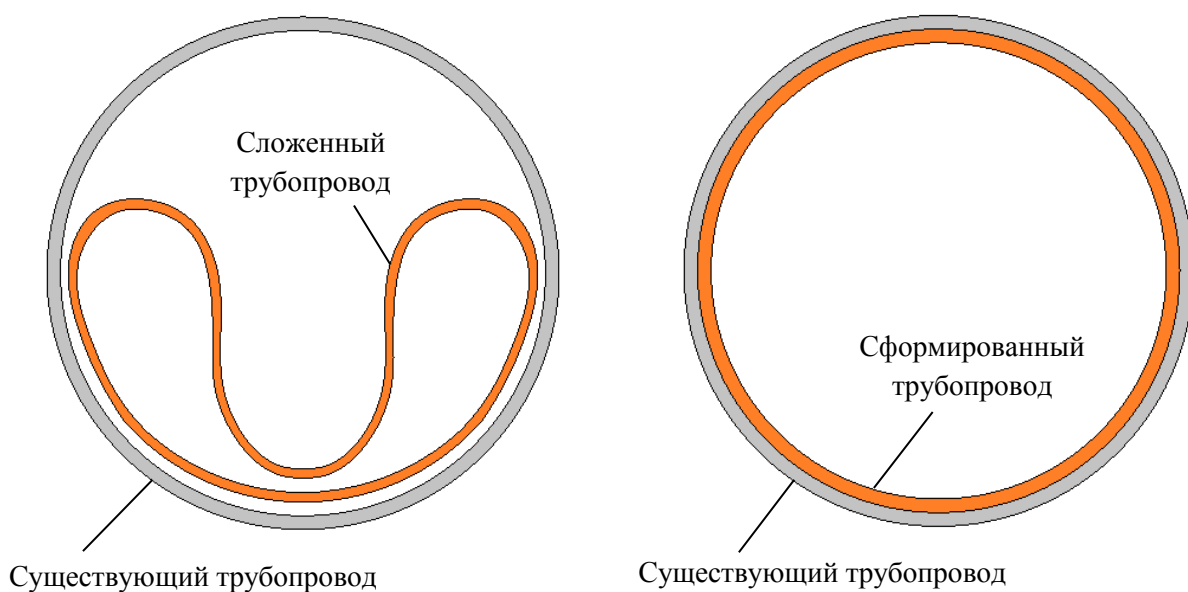 Сложенный
трубопровод
Существующий трубопровод
Сформированный
трубопровод
Существующий трубопровод